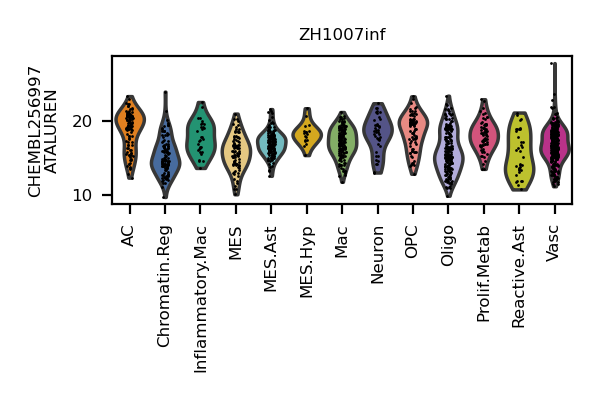 ZH1007inf
CHEMBL256997
ATALUREN
20
10
AC
Chromatin.Reg
Inflammatory.Mac
MES
MES.Ast
MES.Hyp
Mac
Neuron
OPC
Oligo
Prolif.Metab
Reactive.Ast
Vasc